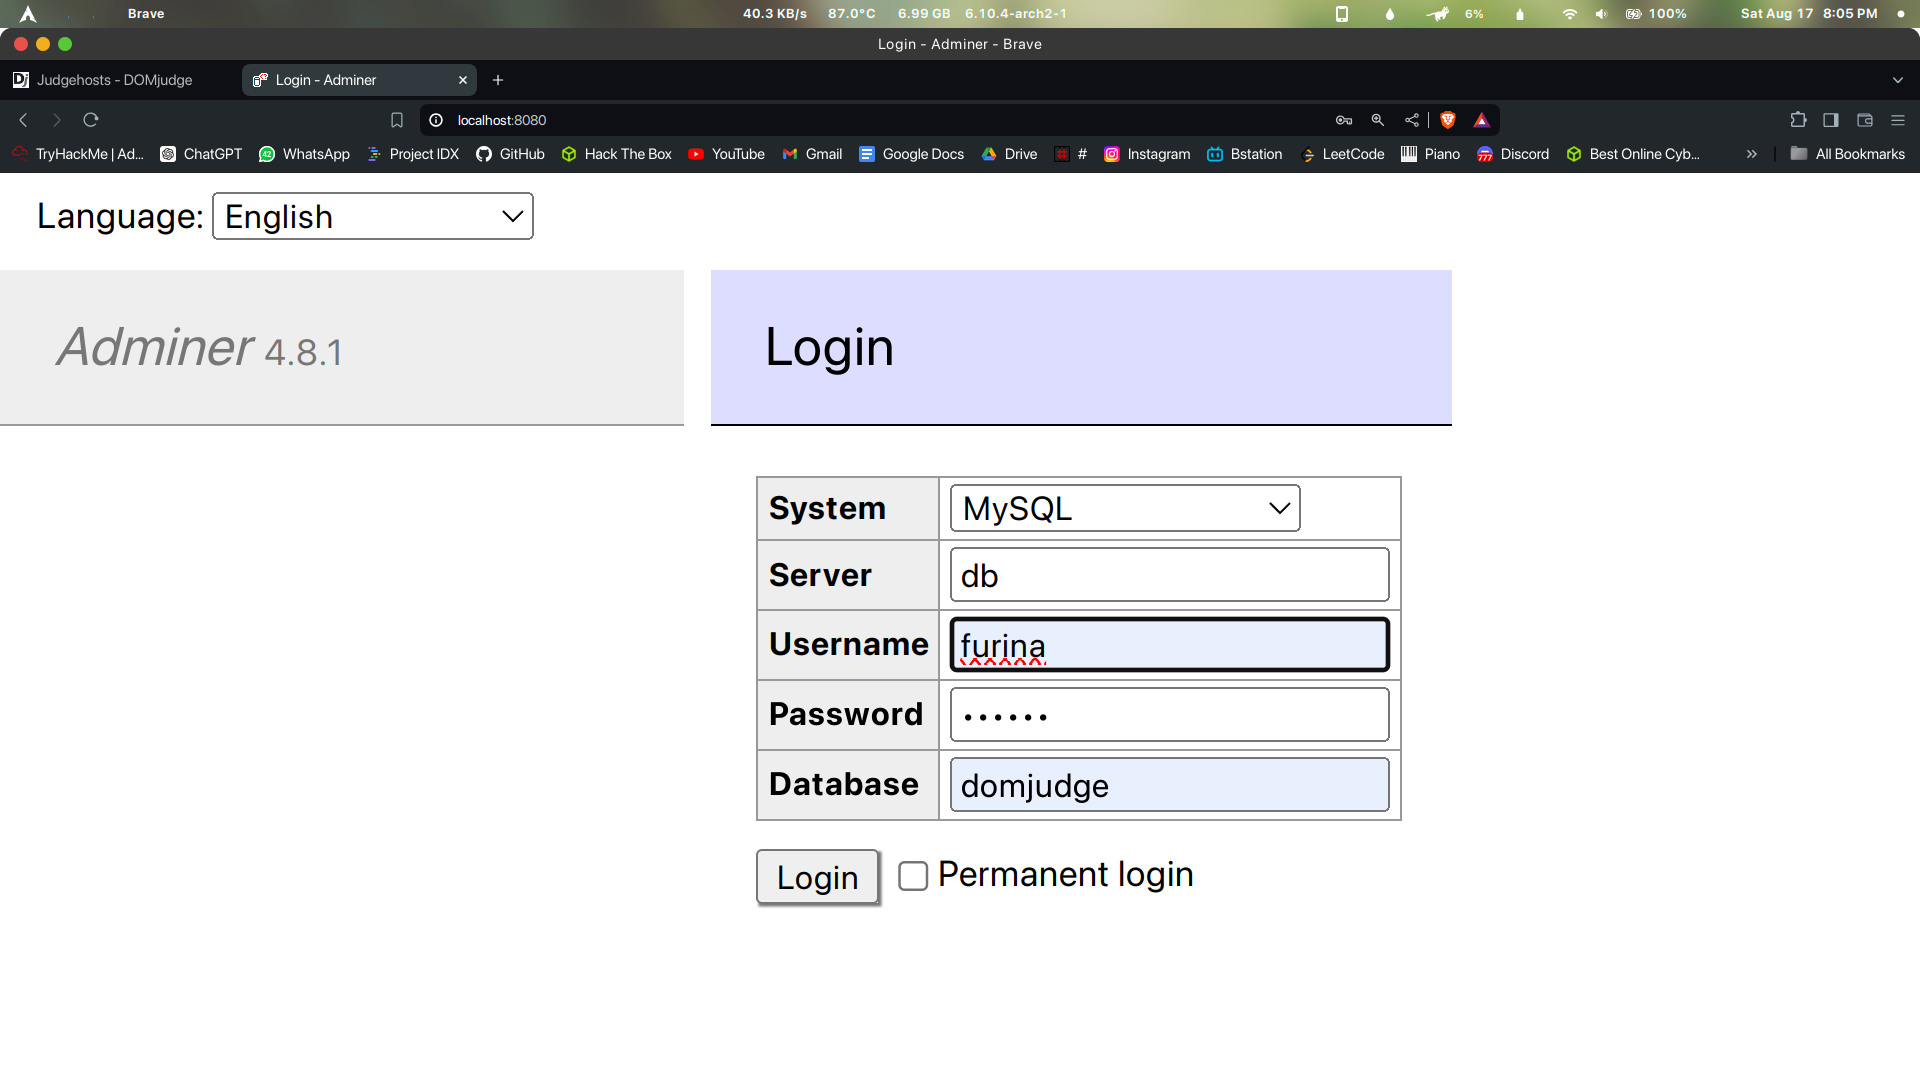 Brave
40.3 KB/s 87.0°C 6.99 GB 6.10.4-arch2-1
6% 100% Sat Aug 17 8:05 PM
Login - Adminer - Brave
Judgehosts - DOMjudge
Login - Adminer
localhost:8080
TryHackMe | Ad... ChatGPT WhatsApp Project IDX GitHub Hack The Box YouTube Gmail Google Docs Drive # Instagram Bstation LeetCode Piano Discord Best Online Cyb... All Bookmarks
Language: English
Adminer 4.8.1
Login
System MySQL
Server db
Username furina
Password ••••••
Database domjudge
Login Permanent login